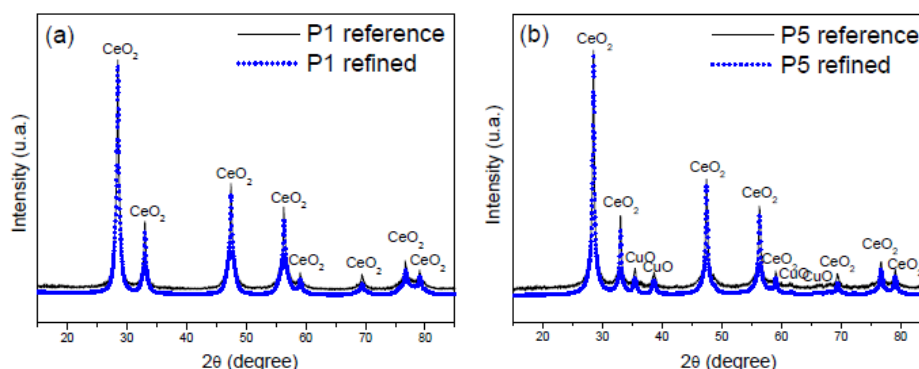 (a)
P1 reference
P1 refined
CeO₂
CeO₂
CeO₂
CeO₂
CeO₂
CeO₂
CeO₂
CeO₂
Intensity (u.a.)
20 30 40 50 60 70 80
2θ (degree)
(b)
P5 reference
P5 refined
CeO₂
CeO₂
CuO
CuO
CeO₂
CeO₂
CeO₂
CuO
CuO
CeO₂
CeO₂
CeO₂
Intensity (u.a.)
20 30 40 50 60 70 80
2θ (degree)